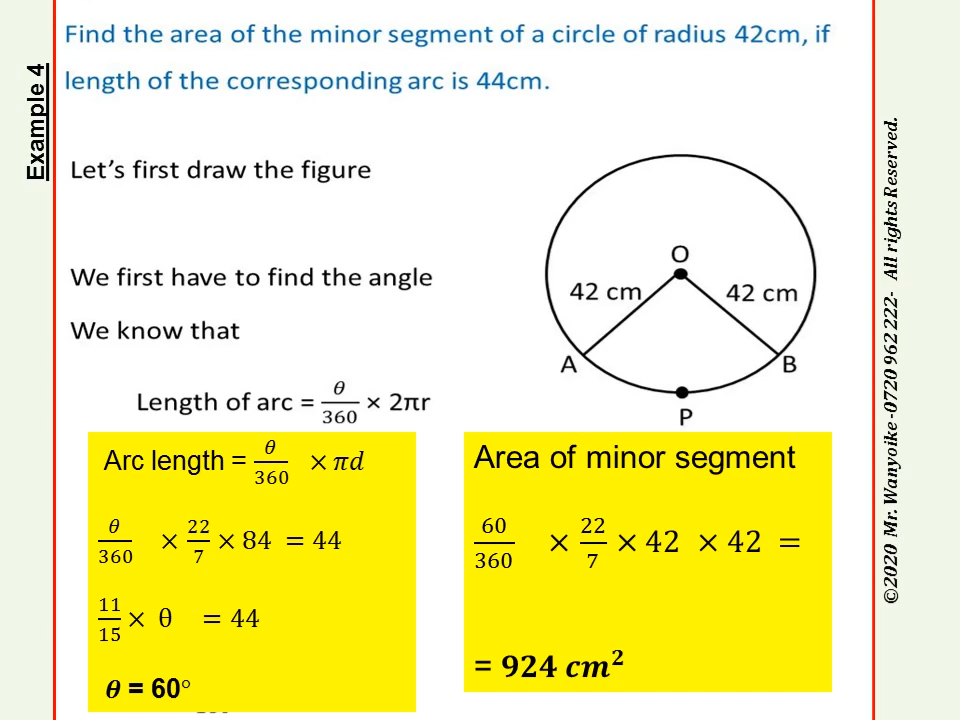 Example 4
Find the area of the minor segment of a circle of radius 42cm, if
length of the corresponding arc is 44cm.
Let's first draw the figure
We first have to find the angle
We know that
Length of arc = θ/360 × 2πr
O
42 cm
42 cm
A
B
P
Arc length = θ/360 × πd
θ/360 × 22/7 × 84 = 44
11/15 × θ = 44
θ = 60°
Area of minor segment
60/360 × 22/7 × 42 × 42 =
= 924 cm²
©2020 Mr. Wanyoike -0720 962 222- All rights Reserved.